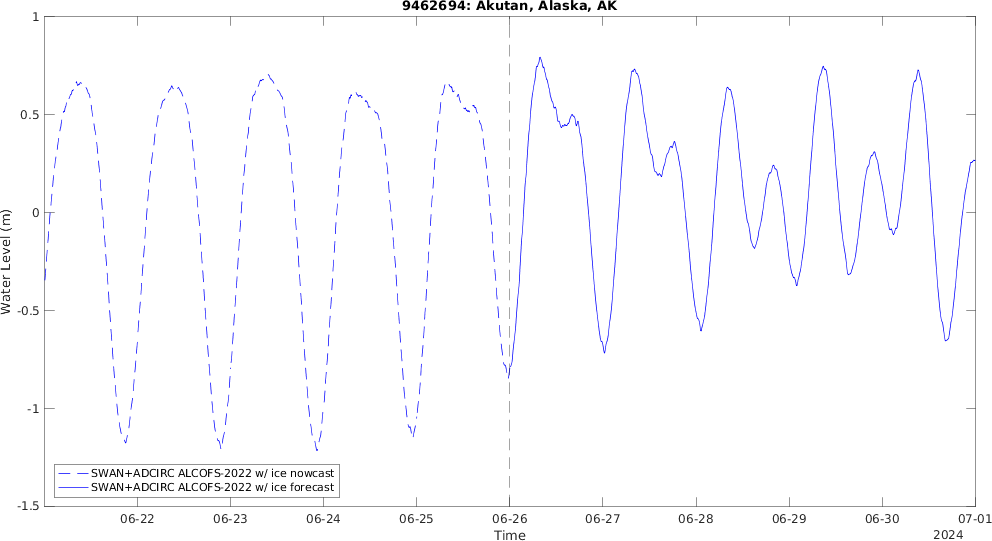 9462694: Akutan, Alaska, AK
Water Level (m)
1
0.5
0
-0.5
-1
-1.5
SWAN+ADCIRC ALCOFS-2022 w/ ice nowcast
SWAN+ADCIRC ALCOFS-2022 w/ ice forecast
06-22 06-23 06-24 06-25 06-26 06-27 06-28 06-29 06-30 07-01
Time
2024